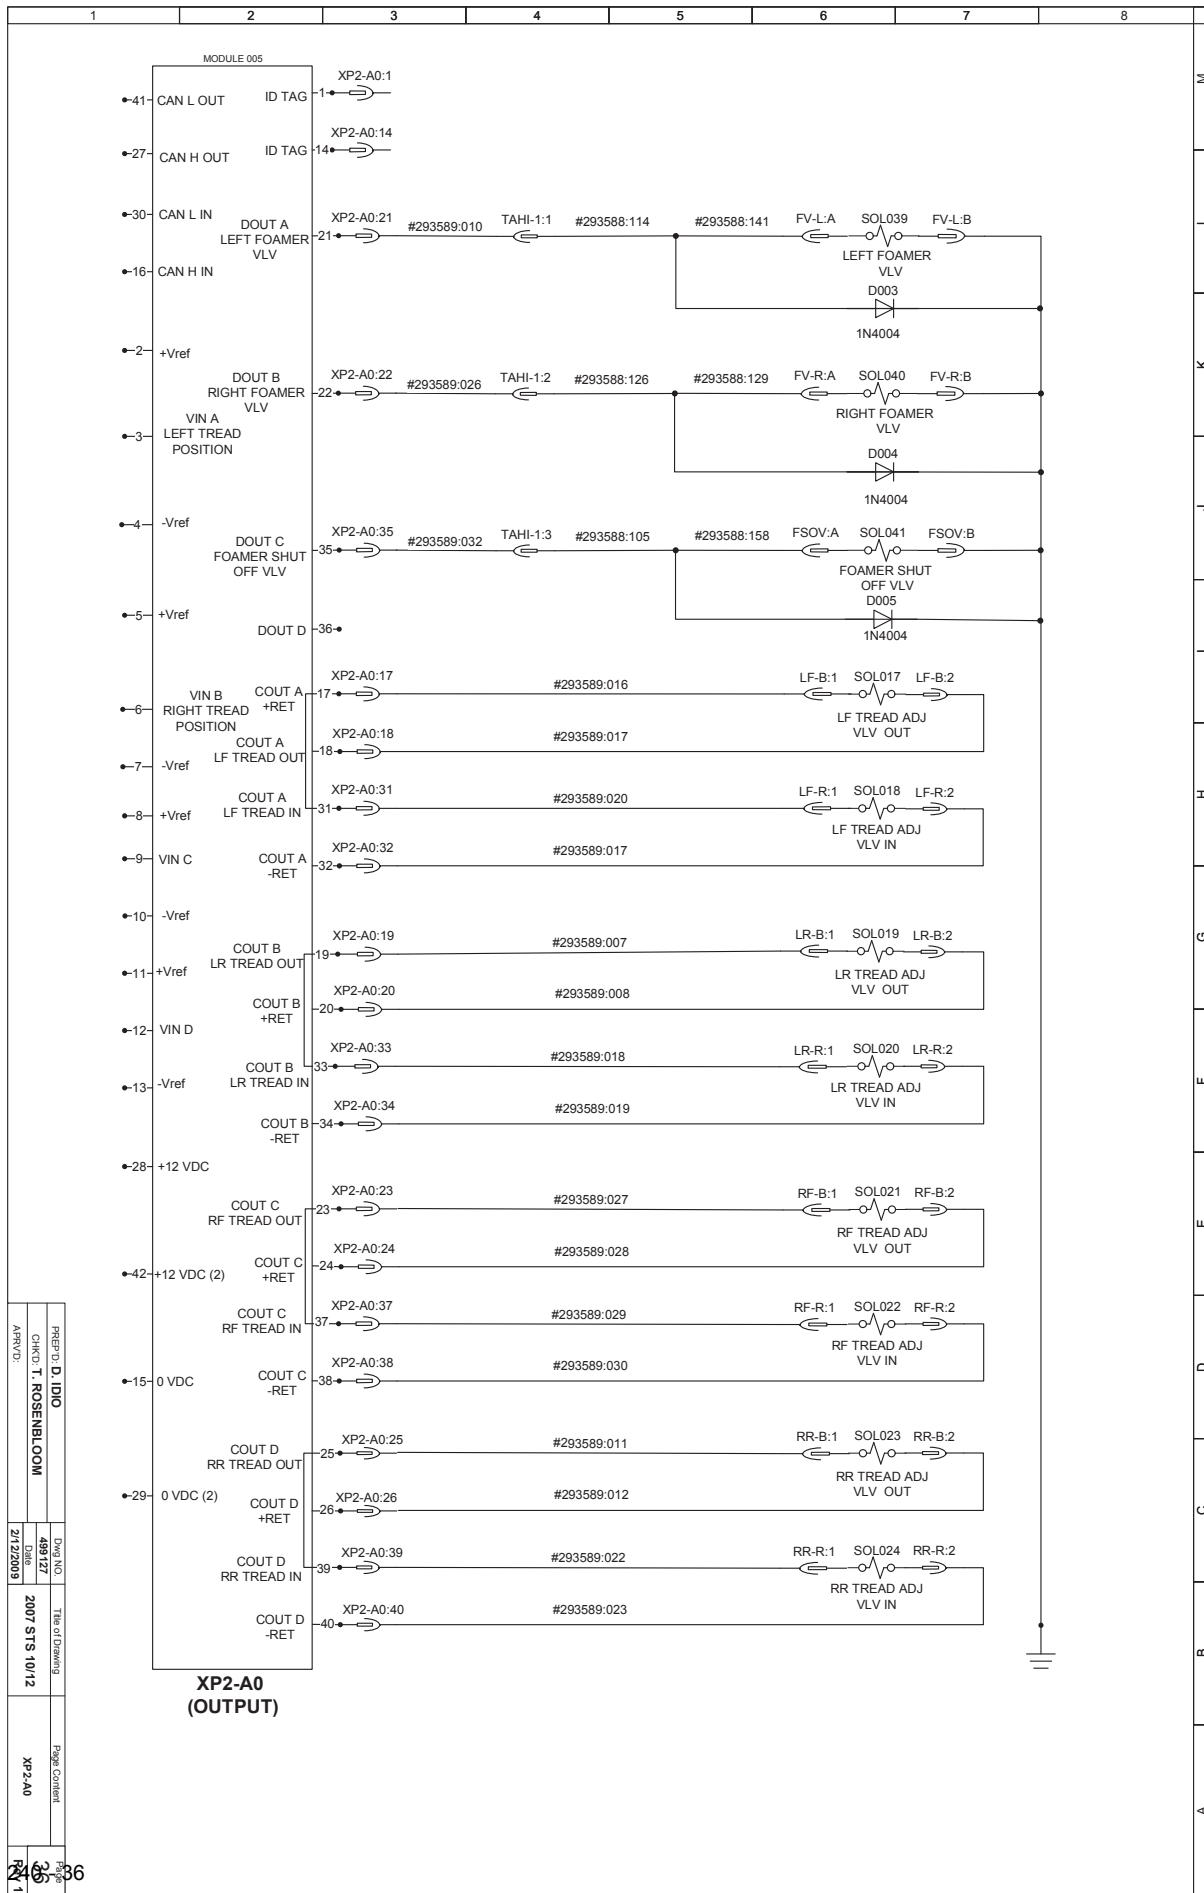 1 2 3 4 5 6 7 8
MODULE 005
41 CAN L OUT
27 CAN H OUT
30 CAN L IN
16 CAN H IN
2 +Vref
3
VIN A
LEFT TREAD
POSITION
4 -Vref
5 +Vref
6
VIN B
RIGHT TREAD
POSITION
7 -Vref
8 +Vref
9 VIN C
10 -Vref
11 +Vref
12 VIN D
13 -Vref
28 +12 VDC
42 +12 VDC (2)
15 0 VDC
29 0 VDC (2)
ID TAG 1 XP2-A0:1
ID TAG 14 XP2-A0:14
DOUT A
LEFT FOAMER
VLV
21 XP2-A0:21 #293589:010 TAHI-1:1 #293588:114 #293588:141 FV-L:A SOL039 FV-L:B
LEFT FOAMER
VLV
D003
1N4004
DOUT B
RIGHT FOAMER
VLV
22 XP2-A0:22 #293589:026 TAHI-1:2 #293588:126 #293588:129 FV-R:A SOL040 FV-R:B
RIGHT FOAMER
VLV
D004
1N4004
DOUT C
FOAMER SHUT
OFF VLV
35 XP2-A0:35 #293589:032 TAHI-1:3 #293588:105 #293588:158 FSOV:A SOL041 FSOV:B
FOAMER SHUT
OFF VLV
D005
1N4004
DOUT D 36
COUT A
+RET
17 XP2-A0:17 #293589:016 LF-B:1 SOL017 LF-B:2
LF TREAD ADJ
VLV OUT
COUT A
LF TREAD OUT
18 XP2-A0:18 #293589:017
COUT A
LF TREAD IN
31 XP2-A0:31 #293589:020 LF-R:1 SOL018 LF-R:2
LF TREAD ADJ
VLV IN
COUT A
-RET
32 XP2-A0:32 #293589:017
COUT B
LR TREAD OUT
19 XP2-A0:19 #293589:007 LR-B:1 SOL019 LR-B:2
LR TREAD ADJ
VLV OUT
COUT B
+RET
20 XP2-A0:20 #293589:008
COUT B
LR TREAD IN
33 XP2-A0:33 #293589:018 LR-R:1 SOL020 LR-R:2
LR TREAD ADJ
VLV IN
COUT B
-RET
34 XP2-A0:34 #293589:019
COUT C
RF TREAD OUT
23 XP2-A0:23 #293589:027 RF-B:1 SOL021 RF-B:2
RF TREAD ADJ
VLV OUT
COUT C
+RET
24 XP2-A0:24 #293589:028
COUT C
RF TREAD IN
37 XP2-A0:37 #293589:029 RF-R:1 SOL022 RF-R:2
RF TREAD ADJ
VLV IN
COUT C
-RET
38 XP2-A0:38 #293589:030
COUT D
RR TREAD OUT
25 XP2-A0:25 #293589:011 RR-B:1 SOL023 RR-B:2
RR TREAD ADJ
VLV OUT
COUT D
+RET
26 XP2-A0:26 #293589:012
COUT D
RR TREAD IN
39 XP2-A0:39 #293589:022 RR-R:1 SOL024 RR-R:2
RR TREAD ADJ
VLV IN
COUT D
-RET
40 XP2-A0:40 #293589:023
XP2-A0
(OUTPUT)
M
K
H
G
D
C
B
A
PREP'D: D. IDIO
CHK'D: T. ROSENBLOOM
APRV'D:
Dwg NO.
499127
Date
2/12/2009
Title of Drawing
2007 STS 10/12
Page Content
XP2-A0
Page
36
240 - 36